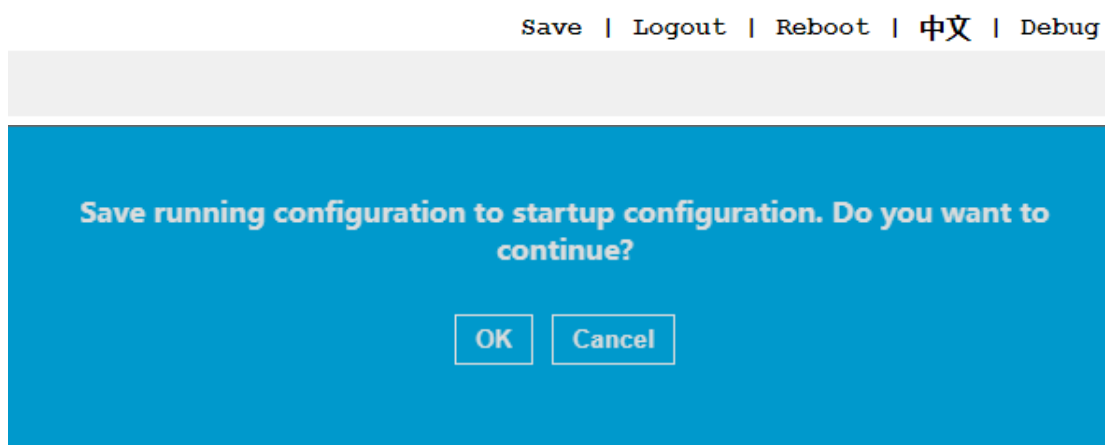 Save | Logout | Reboot | 中文 | Debug
Save running configuration to startup configuration. Do you want to
continue?
OK Cancel